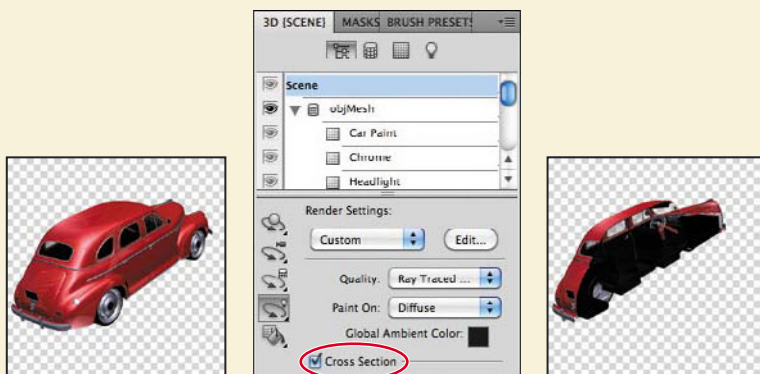 3D {SCENE} MASKS BRUSH PRESETS
Scene
objMesh
Car Paint
Chrome
Headlight
Render Settings:
Custom Edit...
Quality: Ray Traced ...
Paint On: Diffuse
Global Ambient Color:
Cross Section